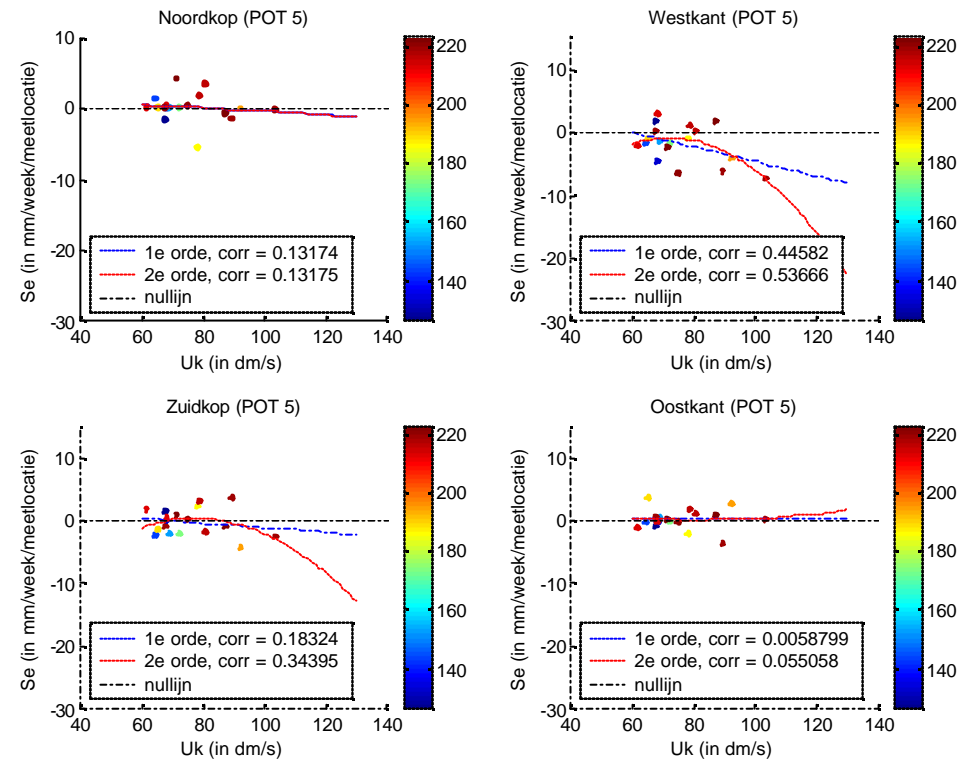 Noordkop (POT 5)
Se (in mm/week/meetlocatie)
10
0
-10
-20
-30
1e orde, corr = 0.13174
2e orde, corr = 0.13175
nullijn
40 60 80 100 120 140
Uk (in dm/s)
220
200
180
160
140
Westkant (POT 5)
Se (in mm/week/meetlocatie)
10
0
-10
-20
-30
1e orde, corr = 0.44582
2e orde, corr = 0.53666
nullijn
40 60 80 100 120 140
Uk (in dm/s)
220
200
180
160
140
Zuidkop (POT 5)
Se (in mm/week/meetlocatie)
10
0
-10
-20
-30
1e orde, corr = 0.18324
2e orde, corr = 0.34395
nullijn
40 60 80 100 120 140
Uk (in dm/s)
220
200
180
160
140
Oostkant (POT 5)
Se (in mm/week/meetlocatie)
10
0
-10
-20
-30
1e orde, corr = 0.0058799
2e orde, corr = 0.055058
nullijn
40 60 80 100 120 140
Uk (in dm/s)
220
200
180
160
140